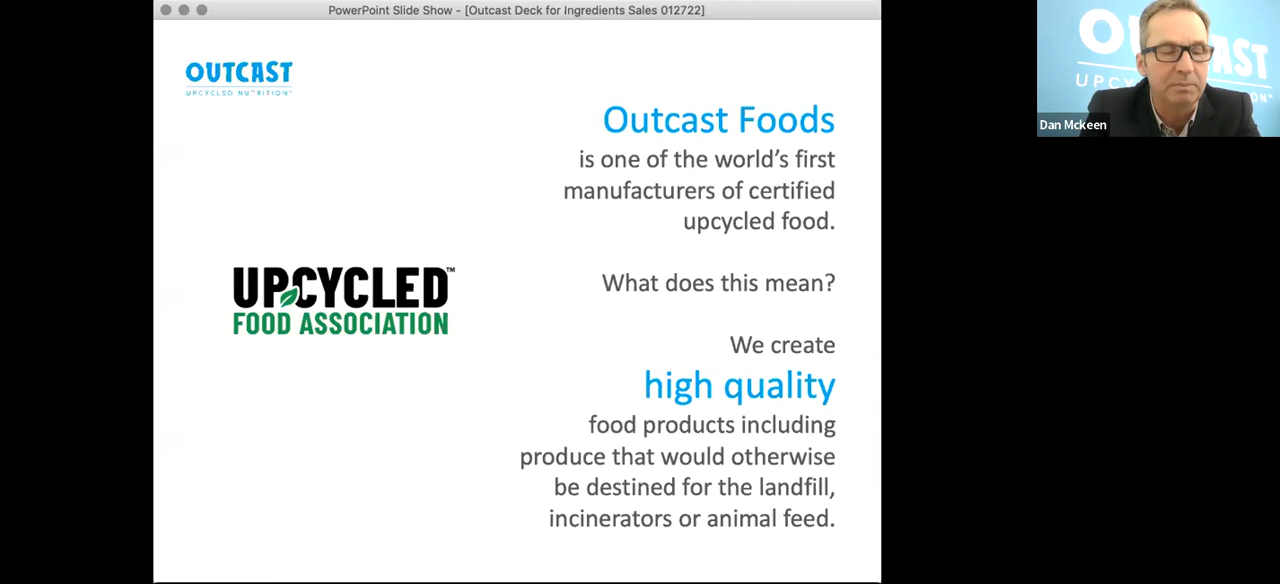 PowerPoint Slide Show - [Outcast Deck for Ingredients Sales 012722]
OUTCAST
UPCYCLED NUTRITION™
Outcast Foods
is one of the world's first
manufacturers of certified
upcycled food.
What does this mean?
UPCYCLED™
FOOD ASSOCIATION
We create
high quality
food products including
produce that would otherwise
be destined for the landfill,
incinerators or animal feed.
Dan Mckeen